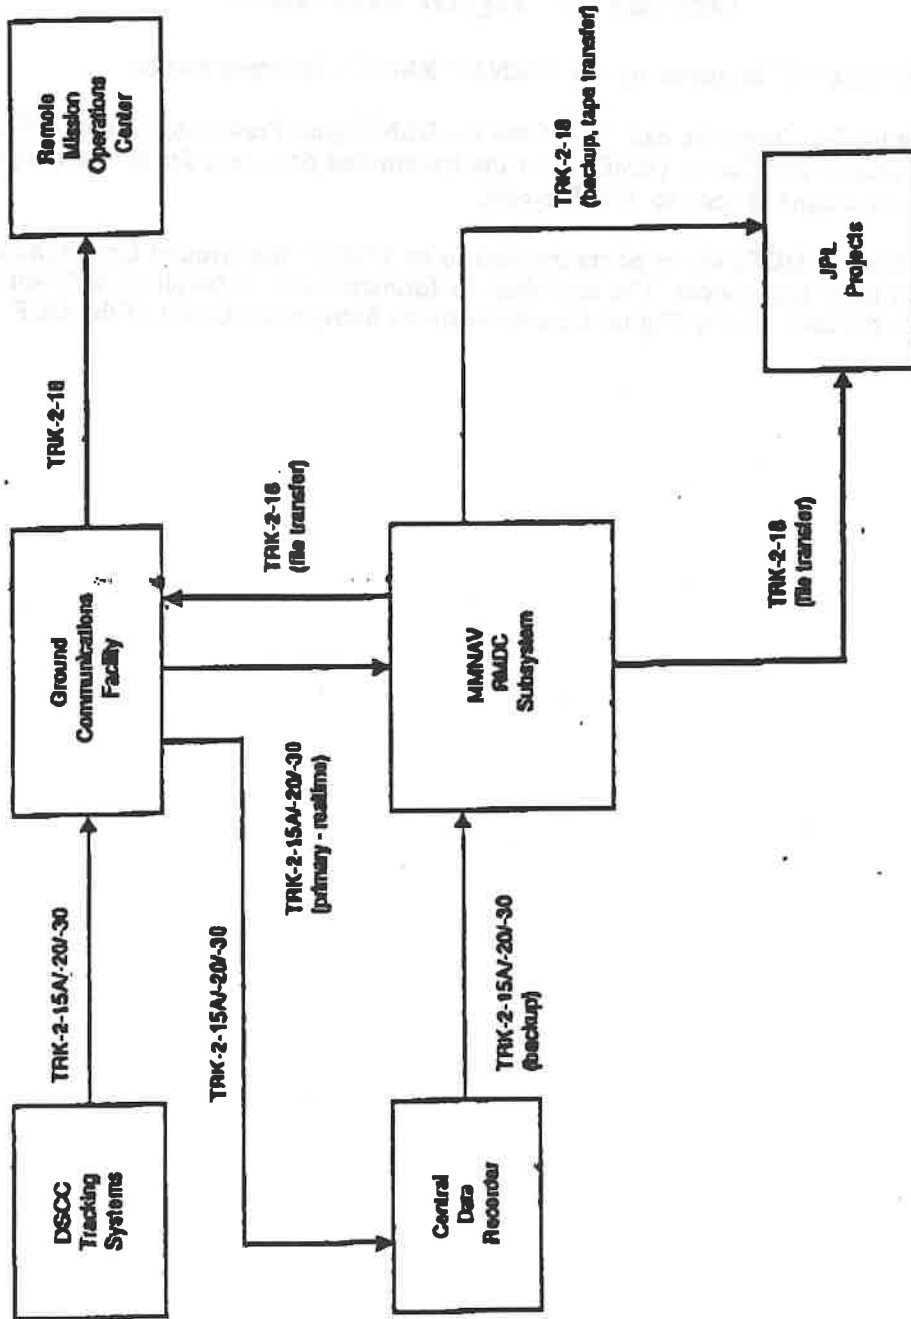 Remote
Mission
Operations
Center
TRK-2-18
Ground
Communications
Facility
TRK-2-15A/-20/-30
DSCC
Tracking
Systems
TRK-2-18
(file transfer)
TRK-2-15A/-20/-30
(primary - realtime)
TRK-2-15A/-20/-30
TRK-2-18
(backup, tape transfer)
MMNAV
RMDC
Subsystem
TRK-2-15A/-20/-30
(backup)
Central
Data
Recorder
JPL
Projects
TRK-2-18
(file transfer)